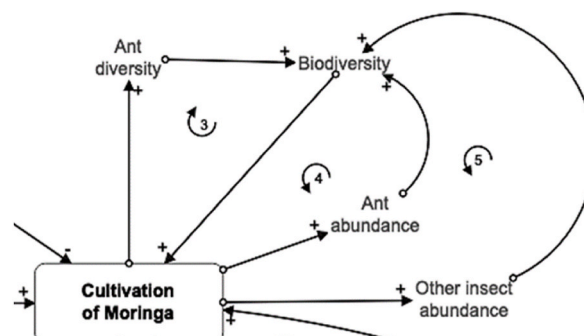 Ant
diversity
+
+
Biodiversity
+
+
+
3
4
5
Ant
abundance
+
+
-
+
Cultivation
of Moringa
+
Other insect
abundance
+